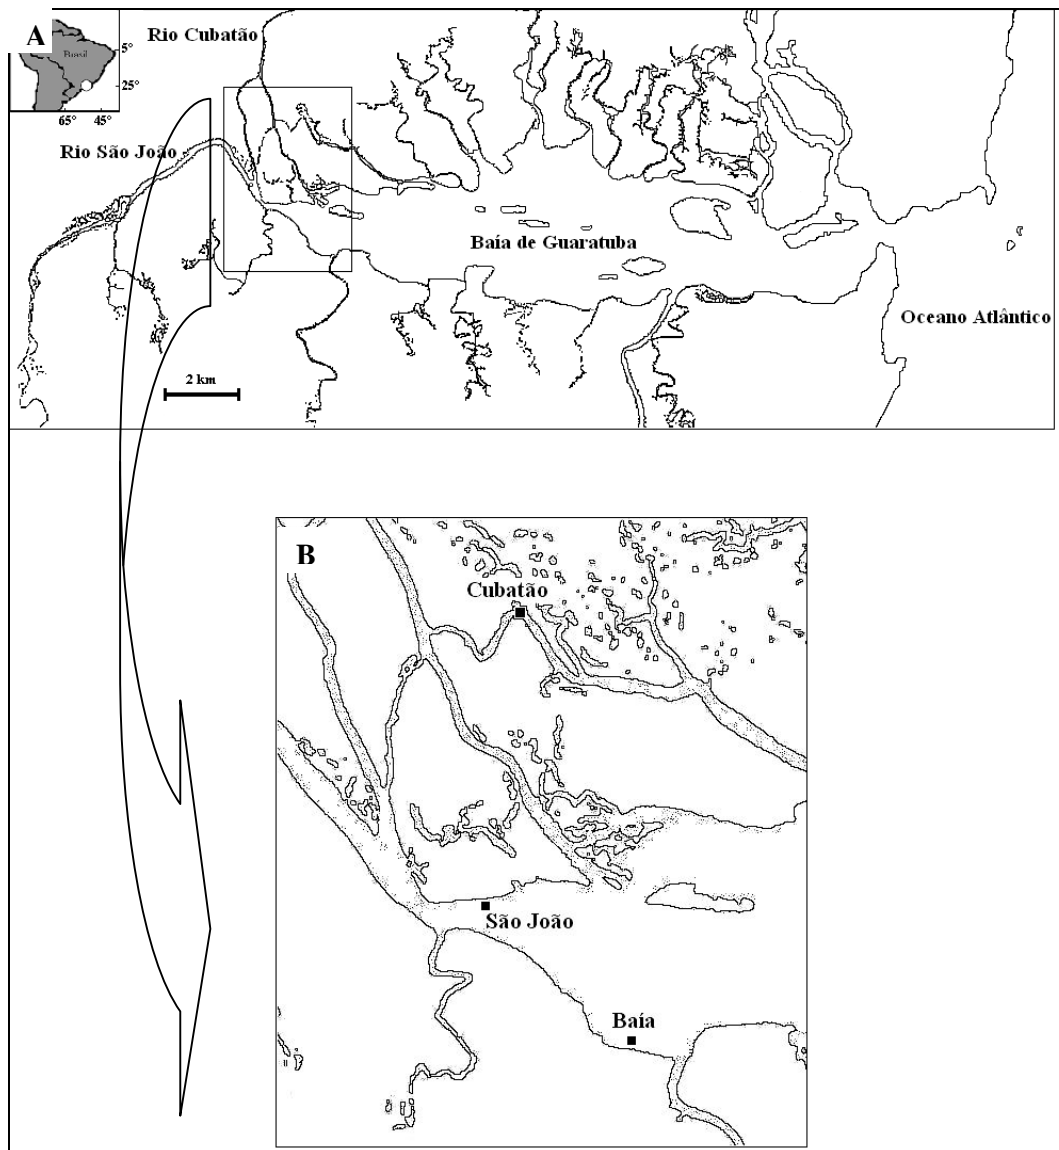 A
Brasil
5°
25°
65° 45°
Rio Cubatão
Rio São João
Baía de Guaratuba
Oceano Atlântico
2 km
B
Cubatão
São João
Baía